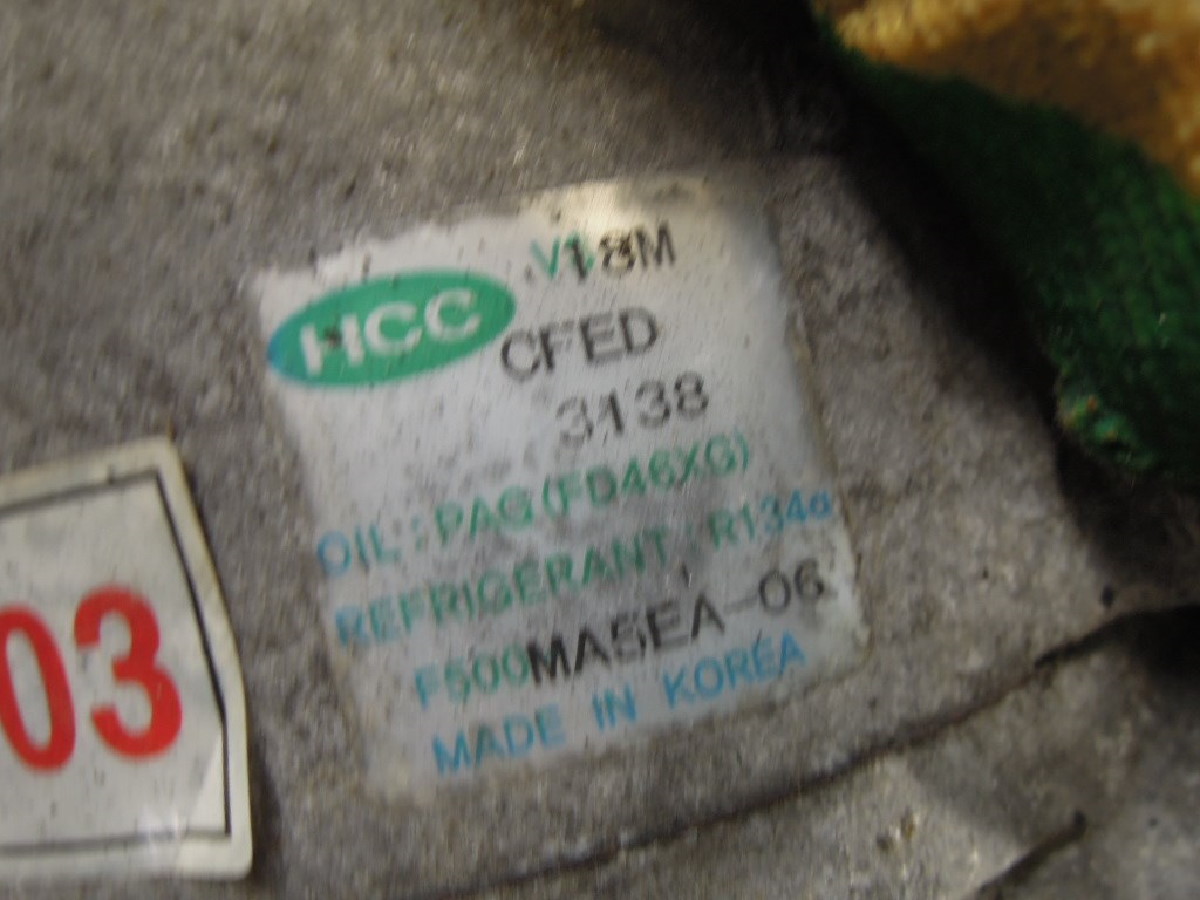 V18M
HCC
CFED
3138
OIL : PAG(FD46XG)
REFRIGERANT : R134a
F500MA5EA-06
MADE IN KOREA
03